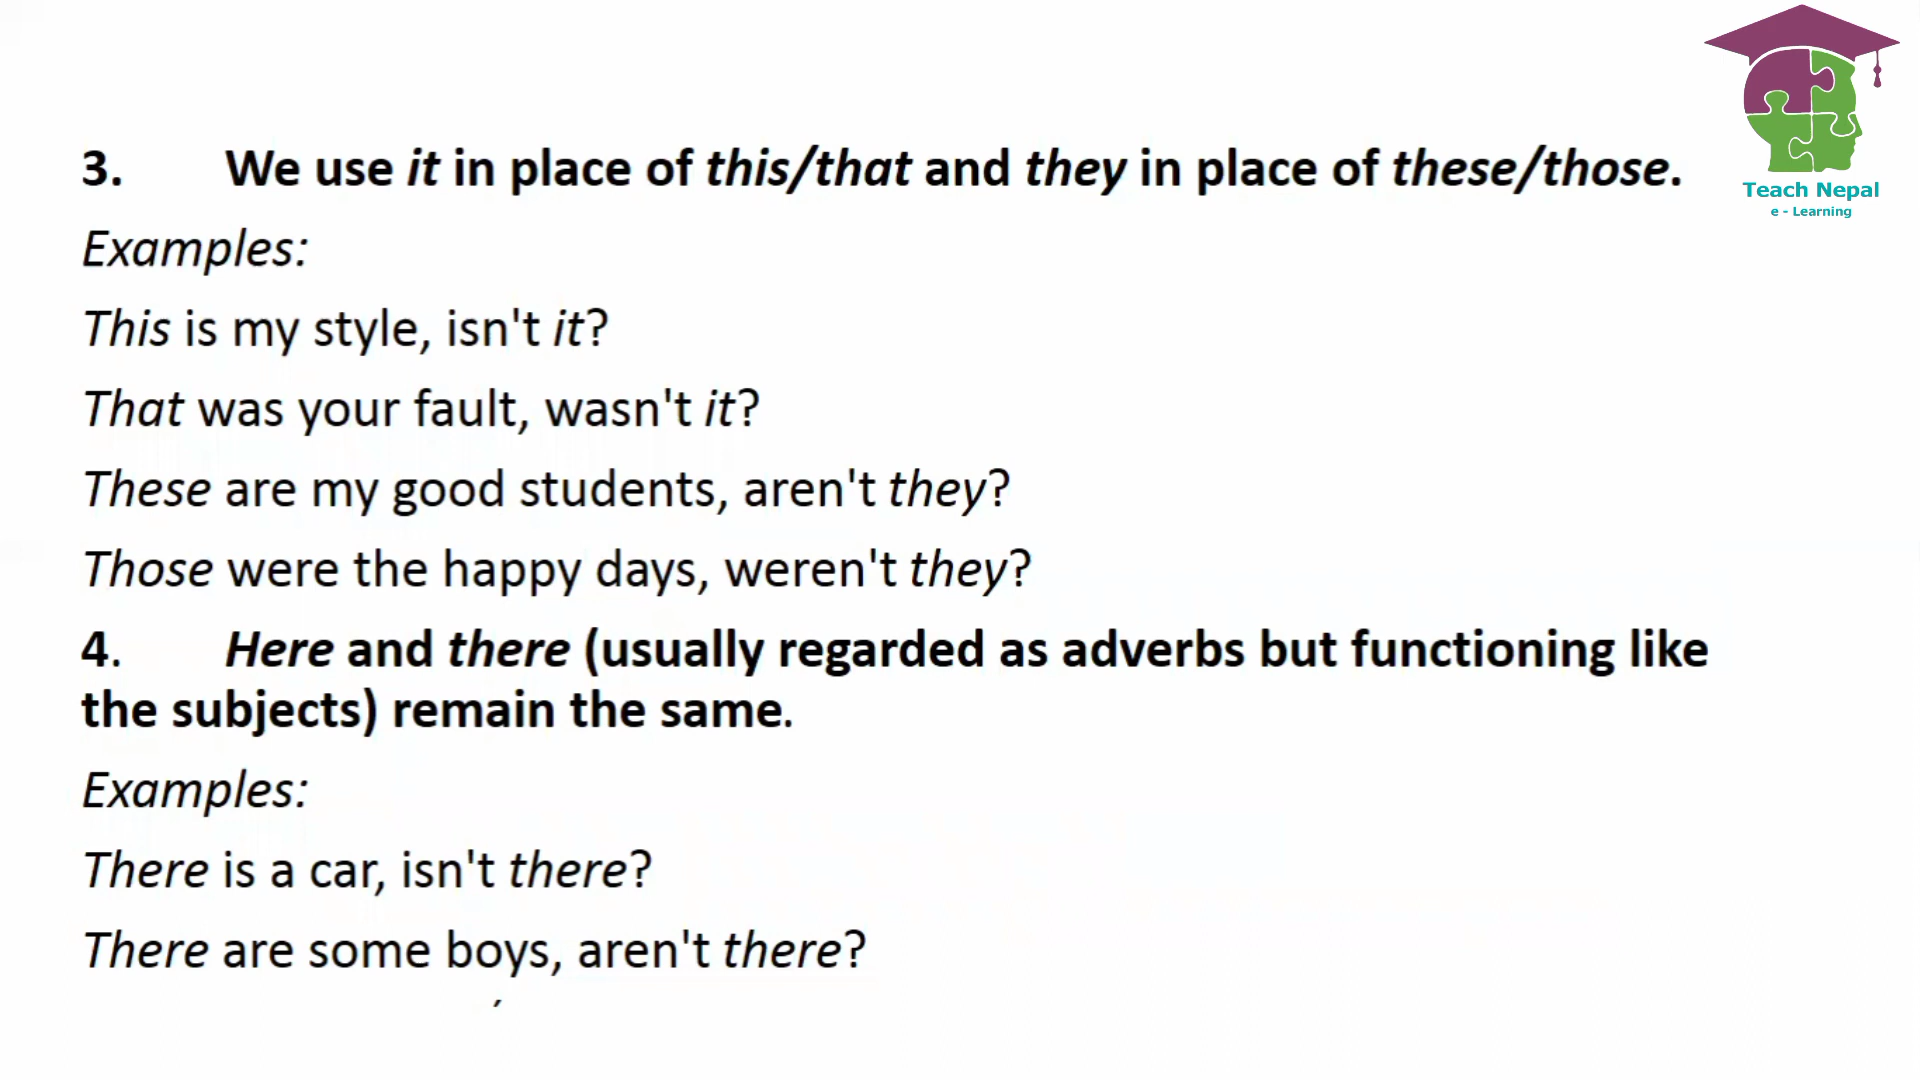 Teach Nepal
e - Learning
3. We use it in place of this/that and they in place of these/those.
Examples:
This is my style, isn't it?
That was your fault, wasn't it?
These are my good students, aren't they?
Those were the happy days, weren't they?
4. Here and there (usually regarded as adverbs but functioning like
the subjects) remain the same.
Examples:
There is a car, isn't there?
There are some boys, aren't there?